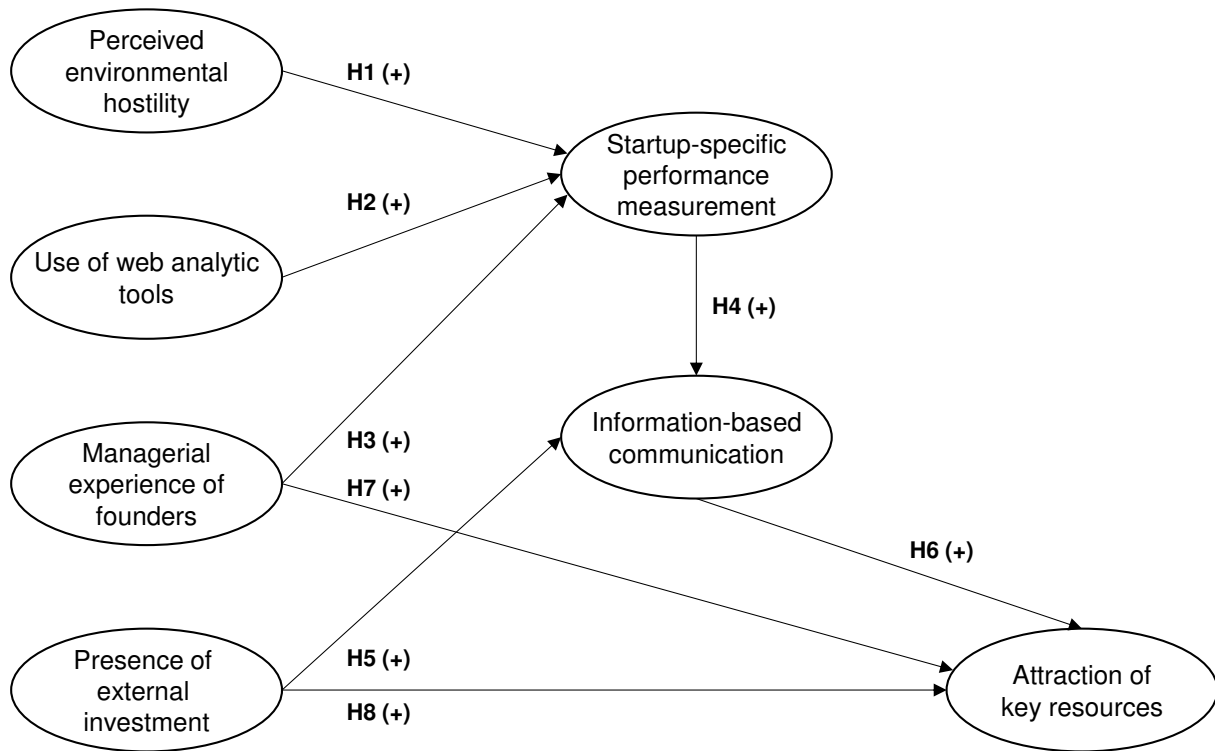 Perceived
environmental
hostility
H1 (+)
Startup-specific
performance
measurement
H2 (+)
Use of web analytic
tools
H4 (+)
Information-based
communication
Managerial
experience of
founders
H3 (+)
H7 (+)
H6 (+)
Presence of
external
investment
H5 (+)
H8 (+)
Attraction of
key resources